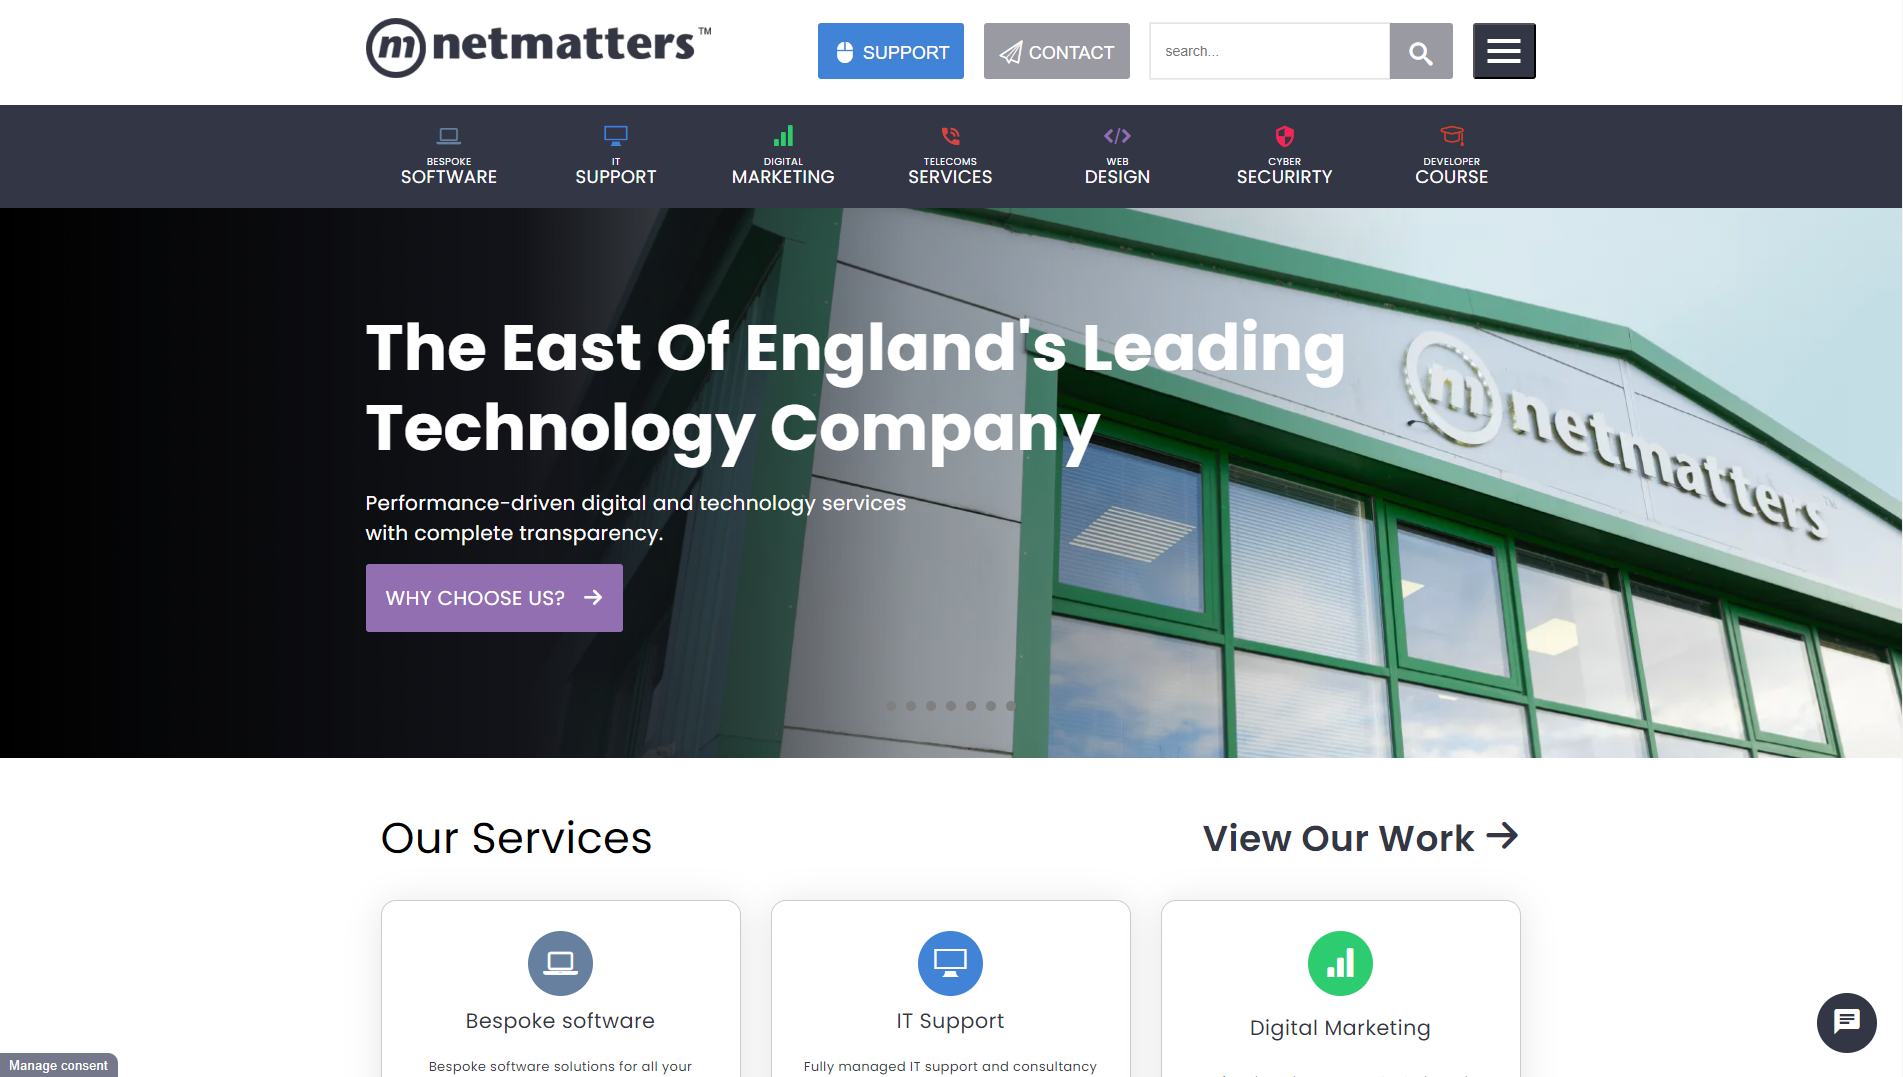 netmatters™
SUPPORT
CONTACT
search...
BESPOKE
SOFTWARE
IT
SUPPORT
DIGITAL
MARKETING
TELECOMS
SERVICES
WEB
DESIGN
CYBER
SECURIRTY
DEVELOPER
COURSE
The East Of England's Leading
Technology Company
netmatters™
Performance-driven digital and technology services
with complete transparency.
WHY CHOOSE US?
Our Services
View Our Work
Bespoke software
IT Support
Digital Marketing
Bespoke software solutions for all your
Fully managed IT support and consultancy
Manage consent